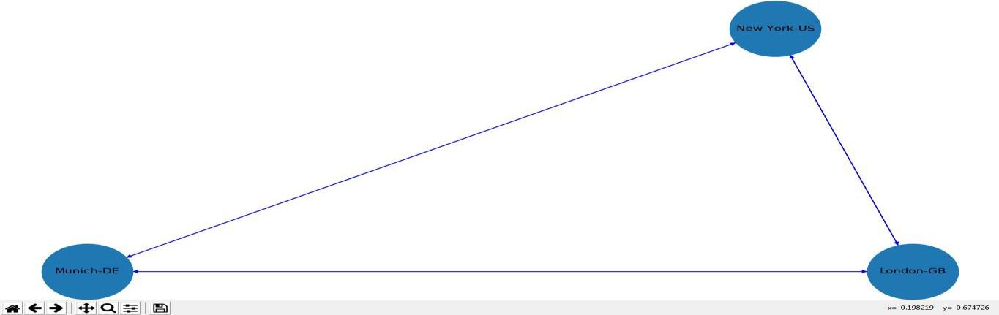 New York-US
Munich-DE
London-GB
x=-0.198219 y=-0.674726